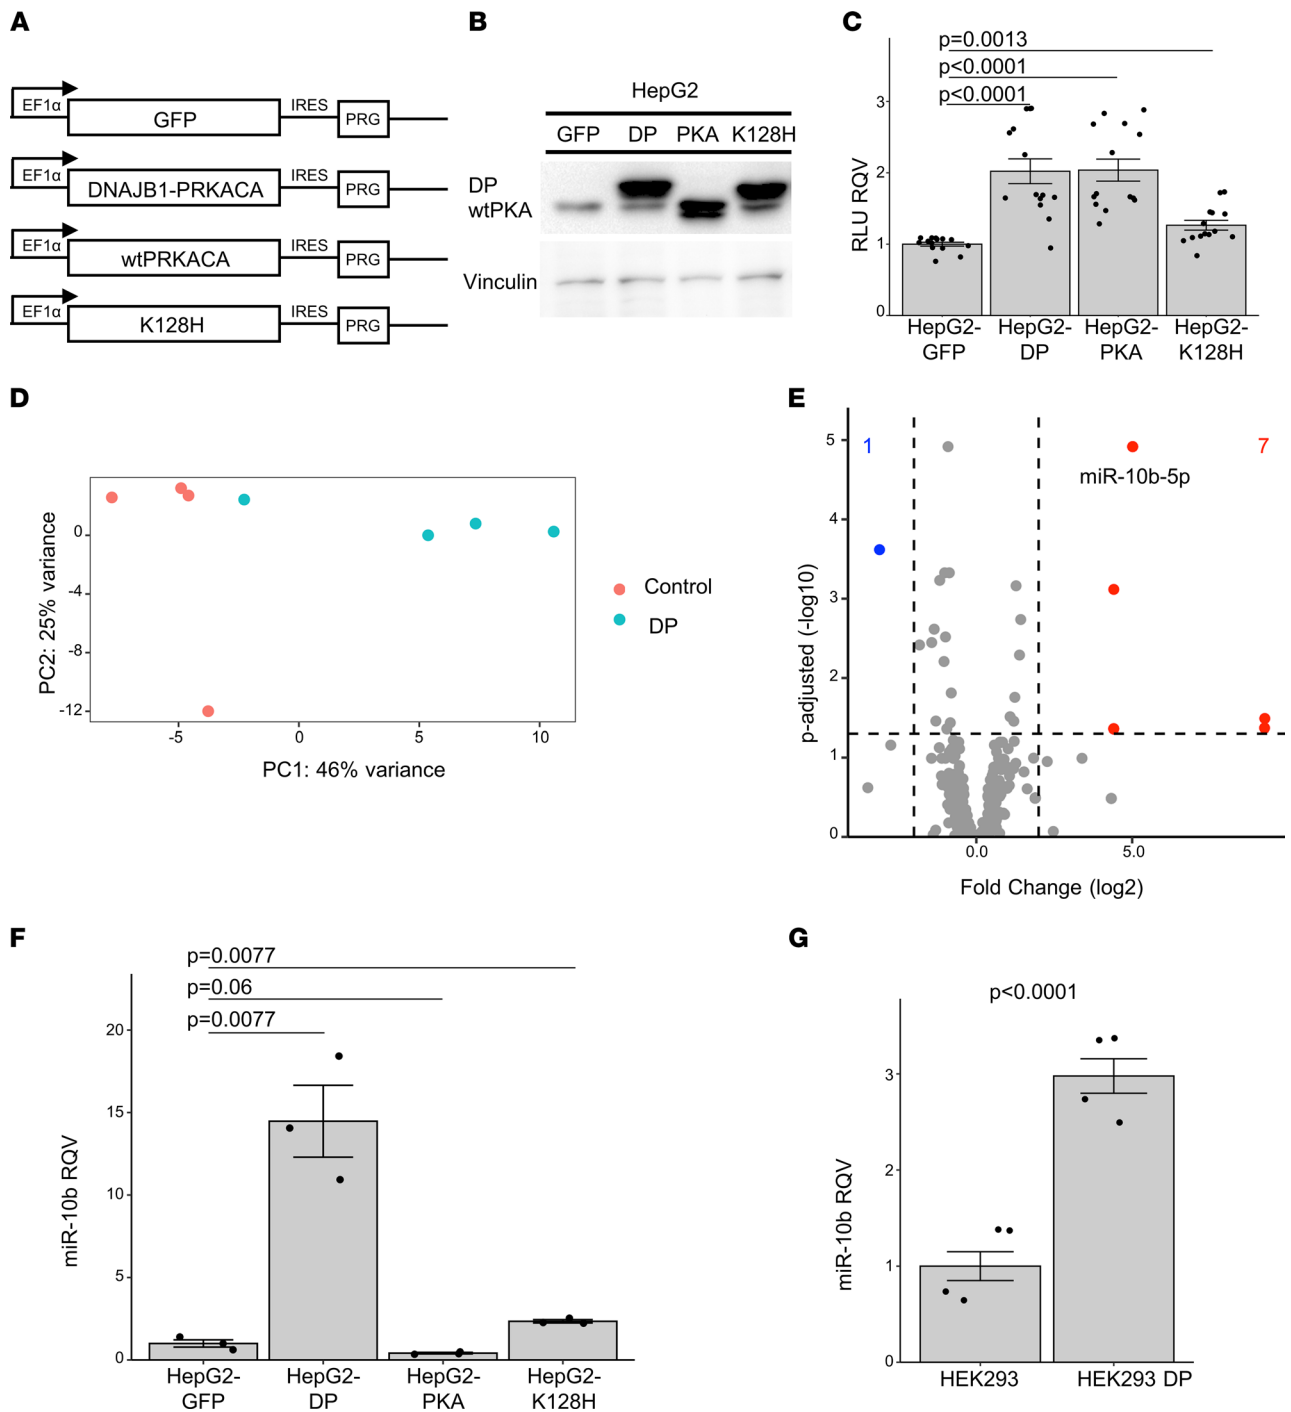 A
EF1α
GFP
IRES
PRG
EF1α
DNAJB1-PRKACA
IRES
PRG
EF1α
wtPRKACA
IRES
PRG
EF1α
K128H
IRES
PRG
B
HepG2
GFP DP PKA K128H
DP
wtPKA
Vinculin
C
p=0.0013
p<0.0001
p<0.0001
RLU RQV
3
2
1
0
HepG2-
GFP
HepG2-
DP
HepG2-
PKA
HepG2-
K128H
D
PC2: 25% variance
0
-4
-8
-12
-5 0 5 10
PC1: 46% variance
Control
DP
E
p-adjusted (-log10)
5
4
3
2
1
0
1
7
miR-10b-5p
0.0 5.0
Fold Change (log2)
F
p=0.0077
p=0.06
p=0.0077
miR-10b RQV
20
15
10
5
0
HepG2-
GFP
HepG2-
DP
HepG2-
PKA
HepG2-
K128H
G
p<0.0001
miR-10b RQV
3
2
1
0
HEK293 HEK293 DP